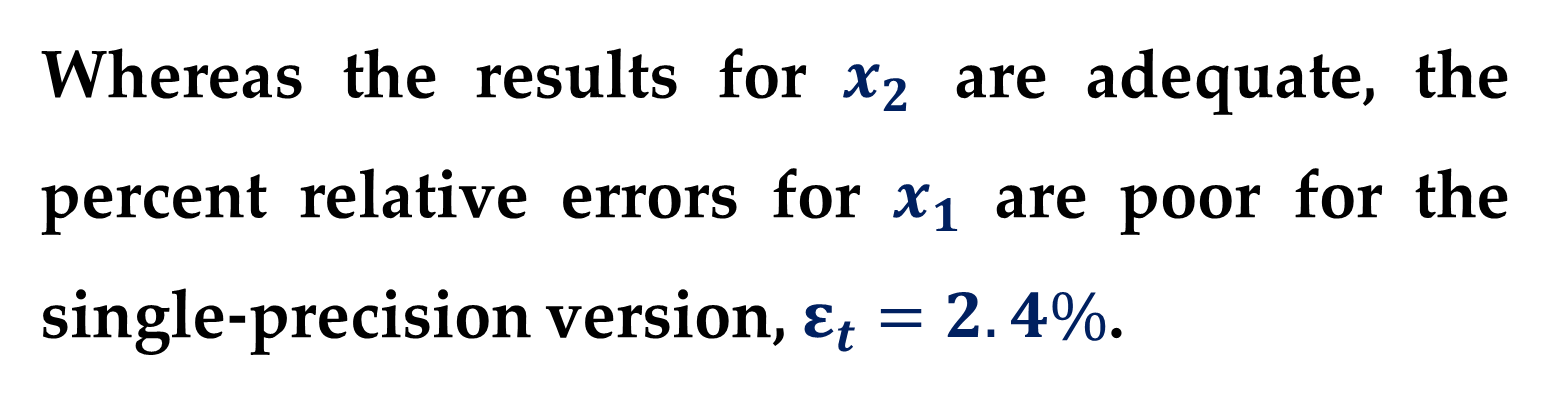 Whereas the results for x₂ are adequate, the
percent relative errors for x₁ are poor for the
single-precision version, εₜ = 2.4%.